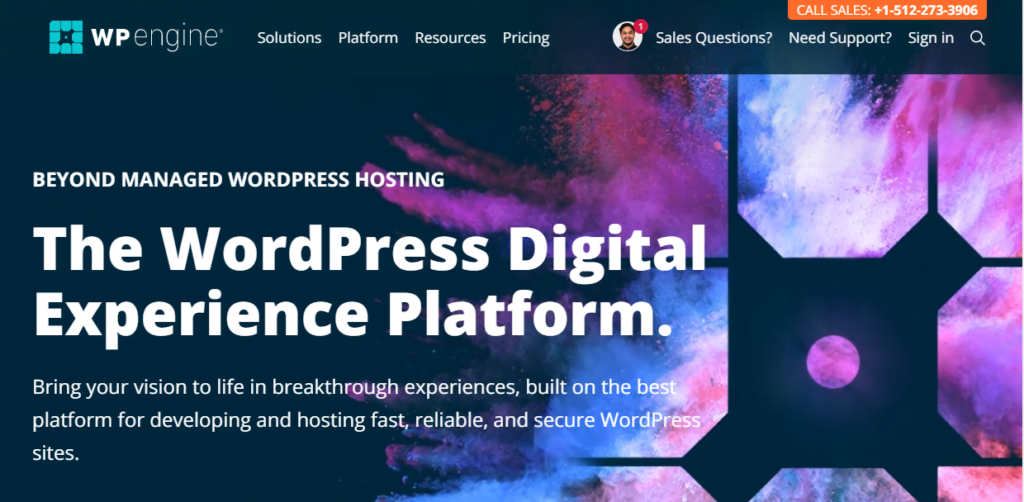 CALL SALES: +1-512-273-3906
WP engine®
Solutions Platform Resources Pricing
1
Sales Questions? Need Support? Sign in
BEYOND MANAGED WORDPRESS HOSTING
The WordPress Digital
Experience Platform.
Bring your vision to life in breakthrough experiences, built on the best
platform for developing and hosting fast, reliable, and secure WordPress
sites.